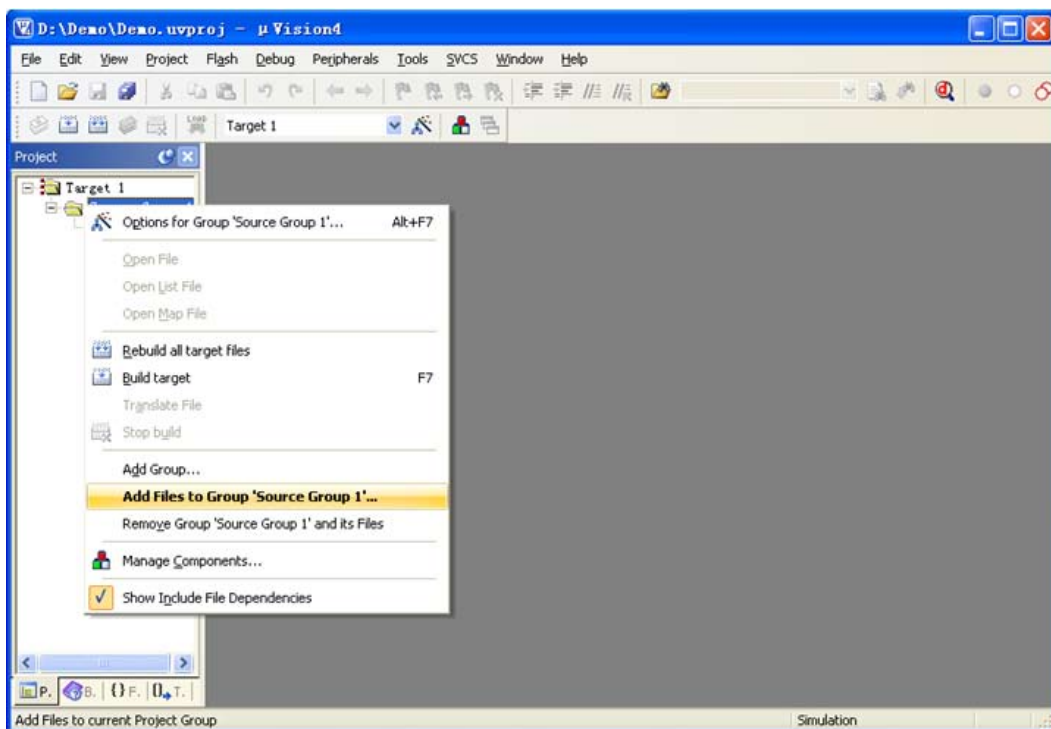 D:\Demo\Demo.uvproj - µVision4
File Edit View Project Flash Debug Peripherals Tools SVCS Window Help
Target 1
Project
Target 1
Options for Group 'Source Group 1'... Alt+F7
Open File
Open List File
Open Map File
Rebuild all target files
Build target F7
Translate File
Stop build
Add Group...
Add Files to Group 'Source Group 1'...
Remove Group 'Source Group 1' and its Files
Manage Components...
Show Include File Dependencies
P. B. {} F. 0 T.
Add Files to current Project Group Simulation